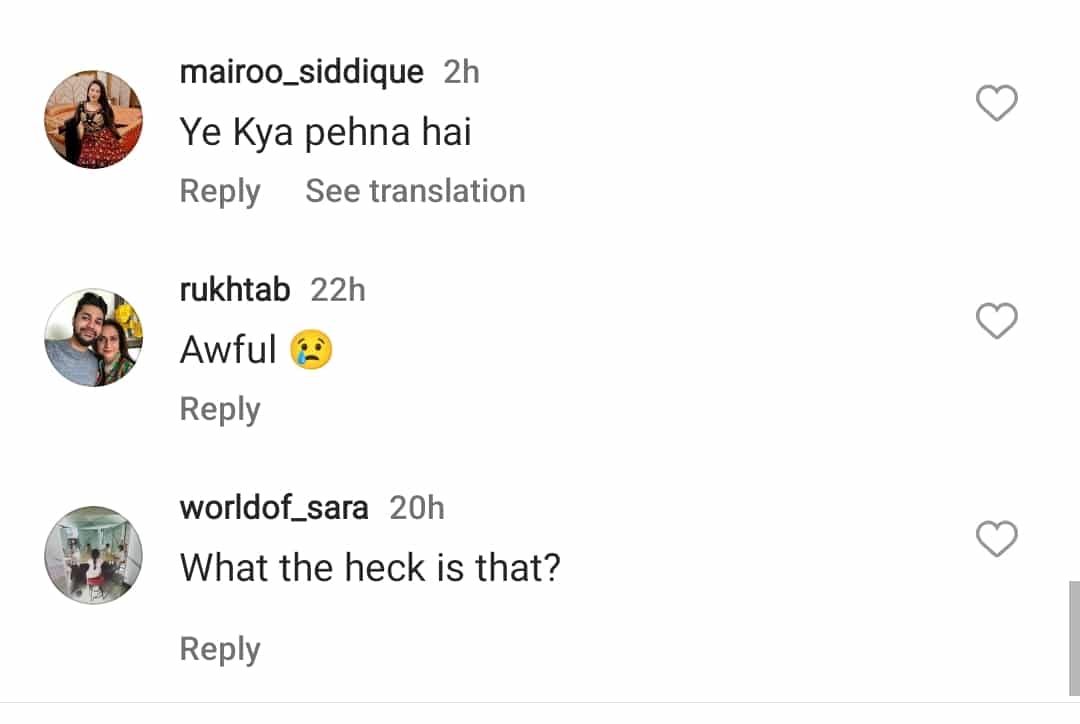 mairoo_siddique 2h
Ye Kya pehna hai
Reply See translation
rukhtab 22h
Awful 😢
Reply
worldof_sara 20h
What the heck is that?
Reply